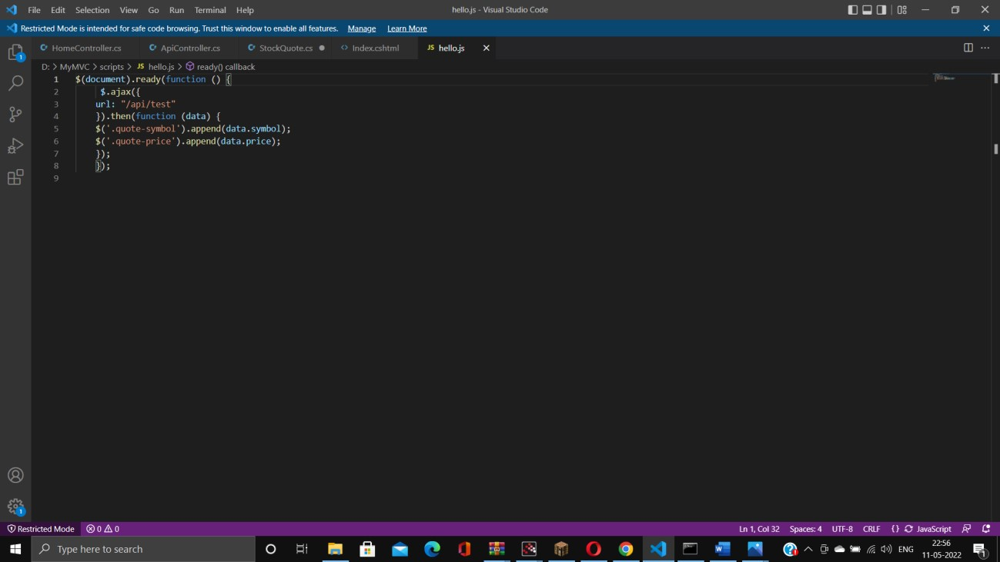 File Edit Selection View Go Run Terminal Help hello.js - Visual Studio Code
Restricted Mode is intended for safe code browsing. Trust this window to enable all features. Manage Learn More
1 C# HomeController.cs C# ApiController.cs C# StockQuote.cs <> Index.cshtml JS hello.js
D: > MyMVC > scripts > JS hello.js > ready() callback
1 $(document).ready(function () {
2 $.ajax({
3 url: "/api/test"
4 }).then(function (data) {
5 $('.quote-symbol').append(data.symbol);
6 $('.quote-price').append(data.price);
7 });
8 });
9
1
Restricted Mode 0 0 Ln 1, Col 32 Spaces: 4 UTF-8 CRLF {} JavaScript
Type here to search ENG 22:56
11-05-2022 1